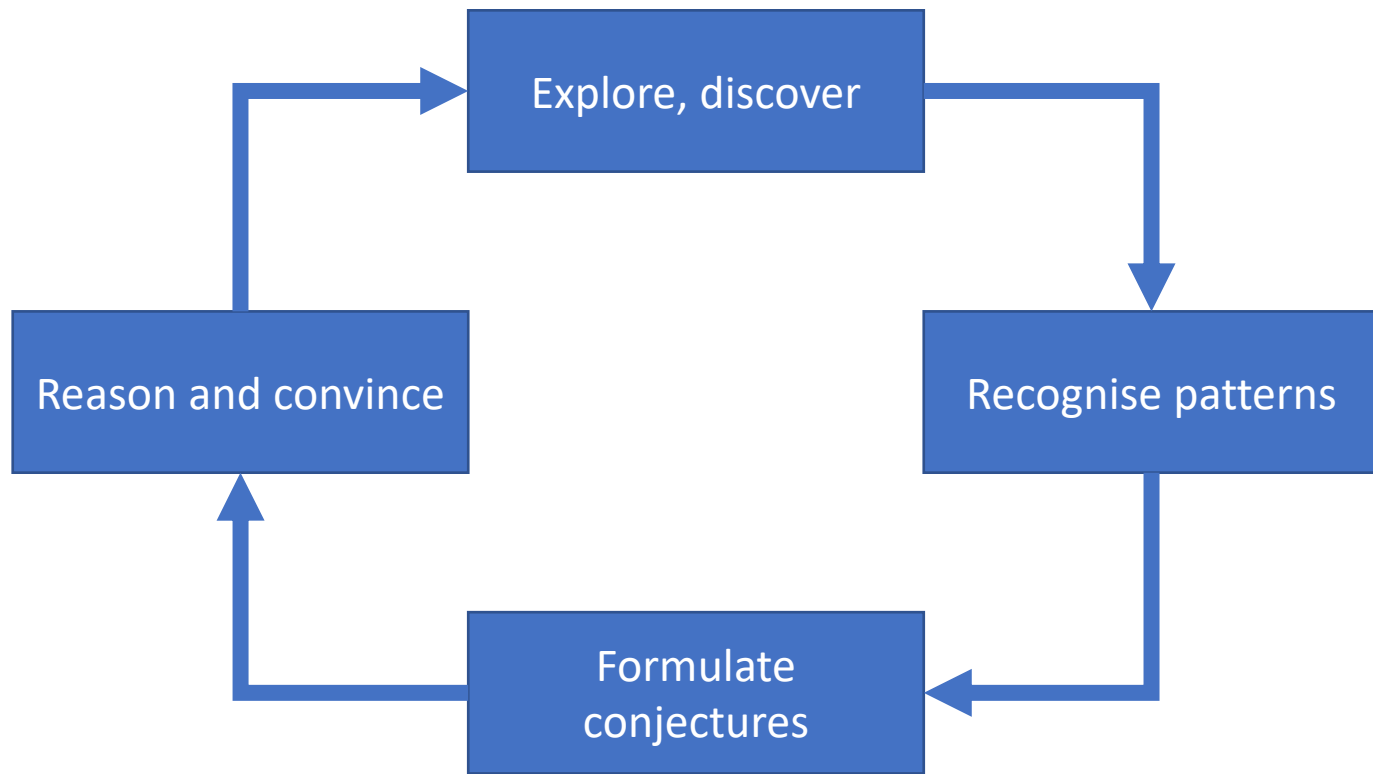 Explore, discover
Reason and convince
Recognise patterns
Formulate
conjectures